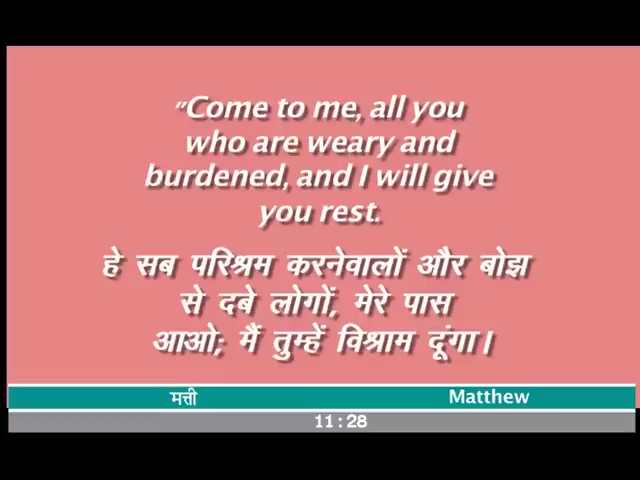 "Come to me, all you
who are weary and
burdened, and I will give
you rest.
हे सब परिश्रम करनेवालों और बोझ
से दबे लोगों, मेरे पास
आओ; मैं तुम्हें विश्राम दूंगा।
मत्ती Matthew
11:28